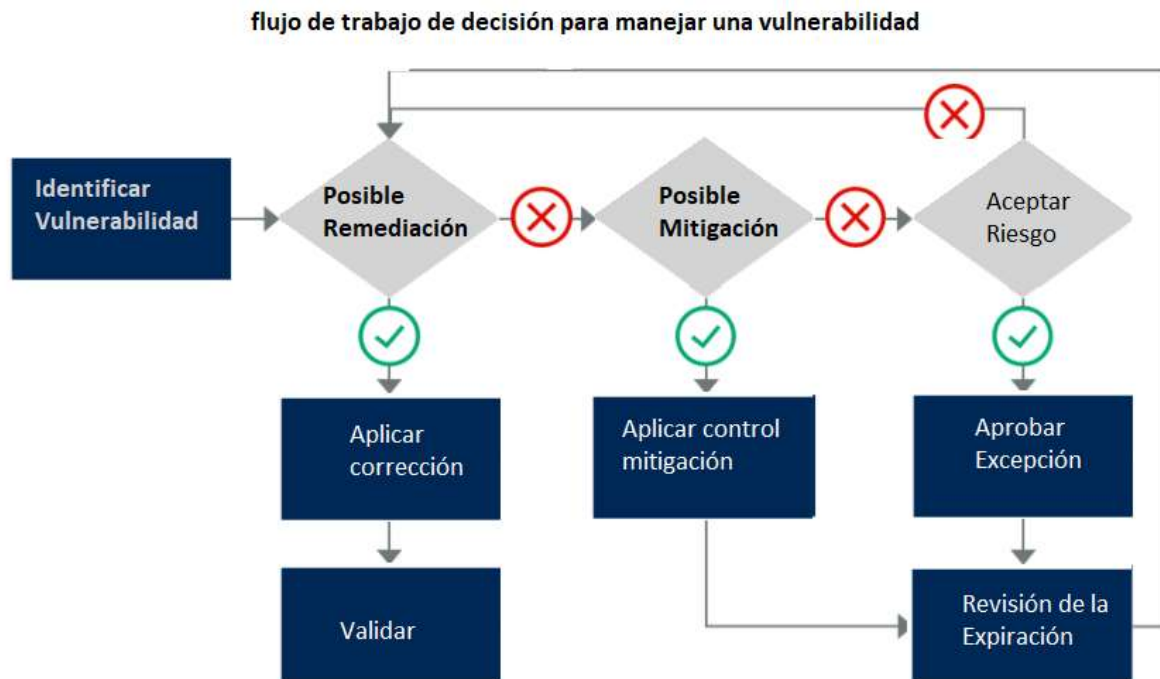 flujo de trabajo de decisión para manejar una vulnerabilidad
Identificar
Vulnerabilidad
Posible
Remediación
Posible
Mitigación
Aceptar
Riesgo
Aplicar
corrección
Aplicar control
mitigación
Aprobar
Excepción
Validar
Revisión de la
Expiración